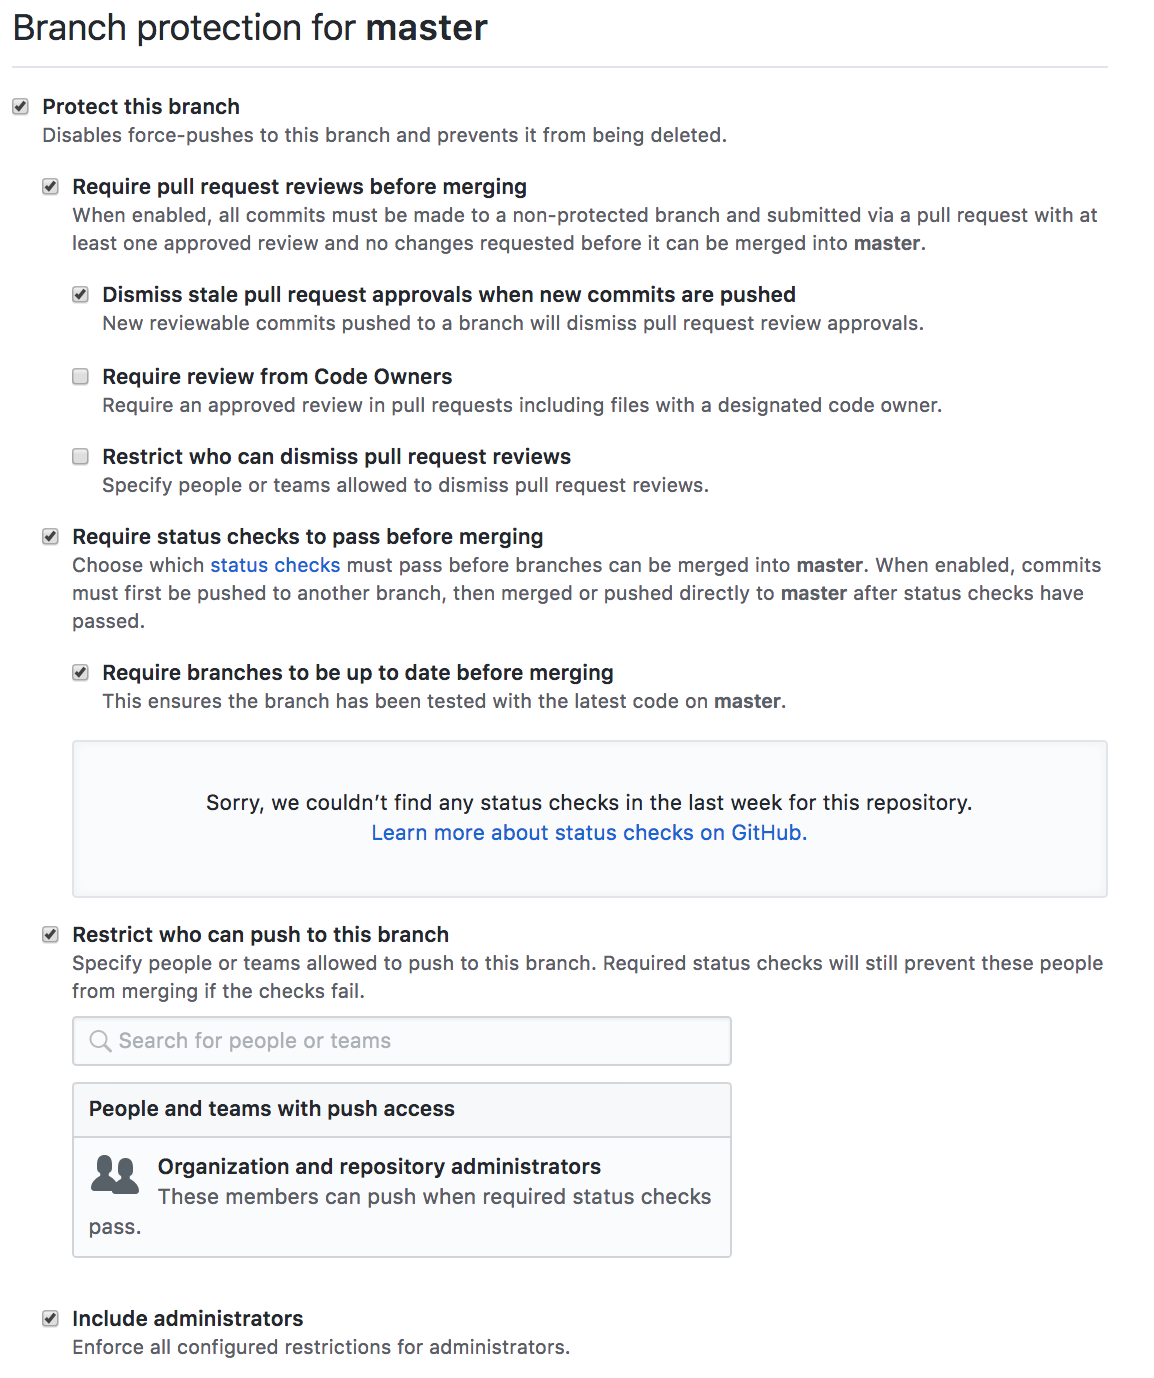 Branch protection for master
Protect this branch
Disables force-pushes to this branch and prevents it from being deleted.
Require pull request reviews before merging
When enabled, all commits must be made to a non-protected branch and submitted via a pull request with at
least one approved review and no changes requested before it can be merged into master.
Dismiss stale pull request approvals when new commits are pushed
New reviewable commits pushed to a branch will dismiss pull request review approvals.
Require review from Code Owners
Require an approved review in pull requests including files with a designated code owner.
Restrict who can dismiss pull request reviews
Specify people or teams allowed to dismiss pull request reviews.
Require status checks to pass before merging
Choose which status checks must pass before branches can be merged into master. When enabled, commits
must first be pushed to another branch, then merged or pushed directly to master after status checks have
passed.
Require branches to be up to date before merging
This ensures the branch has been tested with the latest code on master.
Sorry, we couldn't find any status checks in the last week for this repository.
Learn more about status checks on GitHub.
Restrict who can push to this branch
Specify people or teams allowed to push to this branch. Required status checks will still prevent these people
from merging if the checks fail.
Search for people or teams
People and teams with push access
Organization and repository administrators
These members can push when required status checks
pass.
Include administrators
Enforce all configured restrictions for administrators.